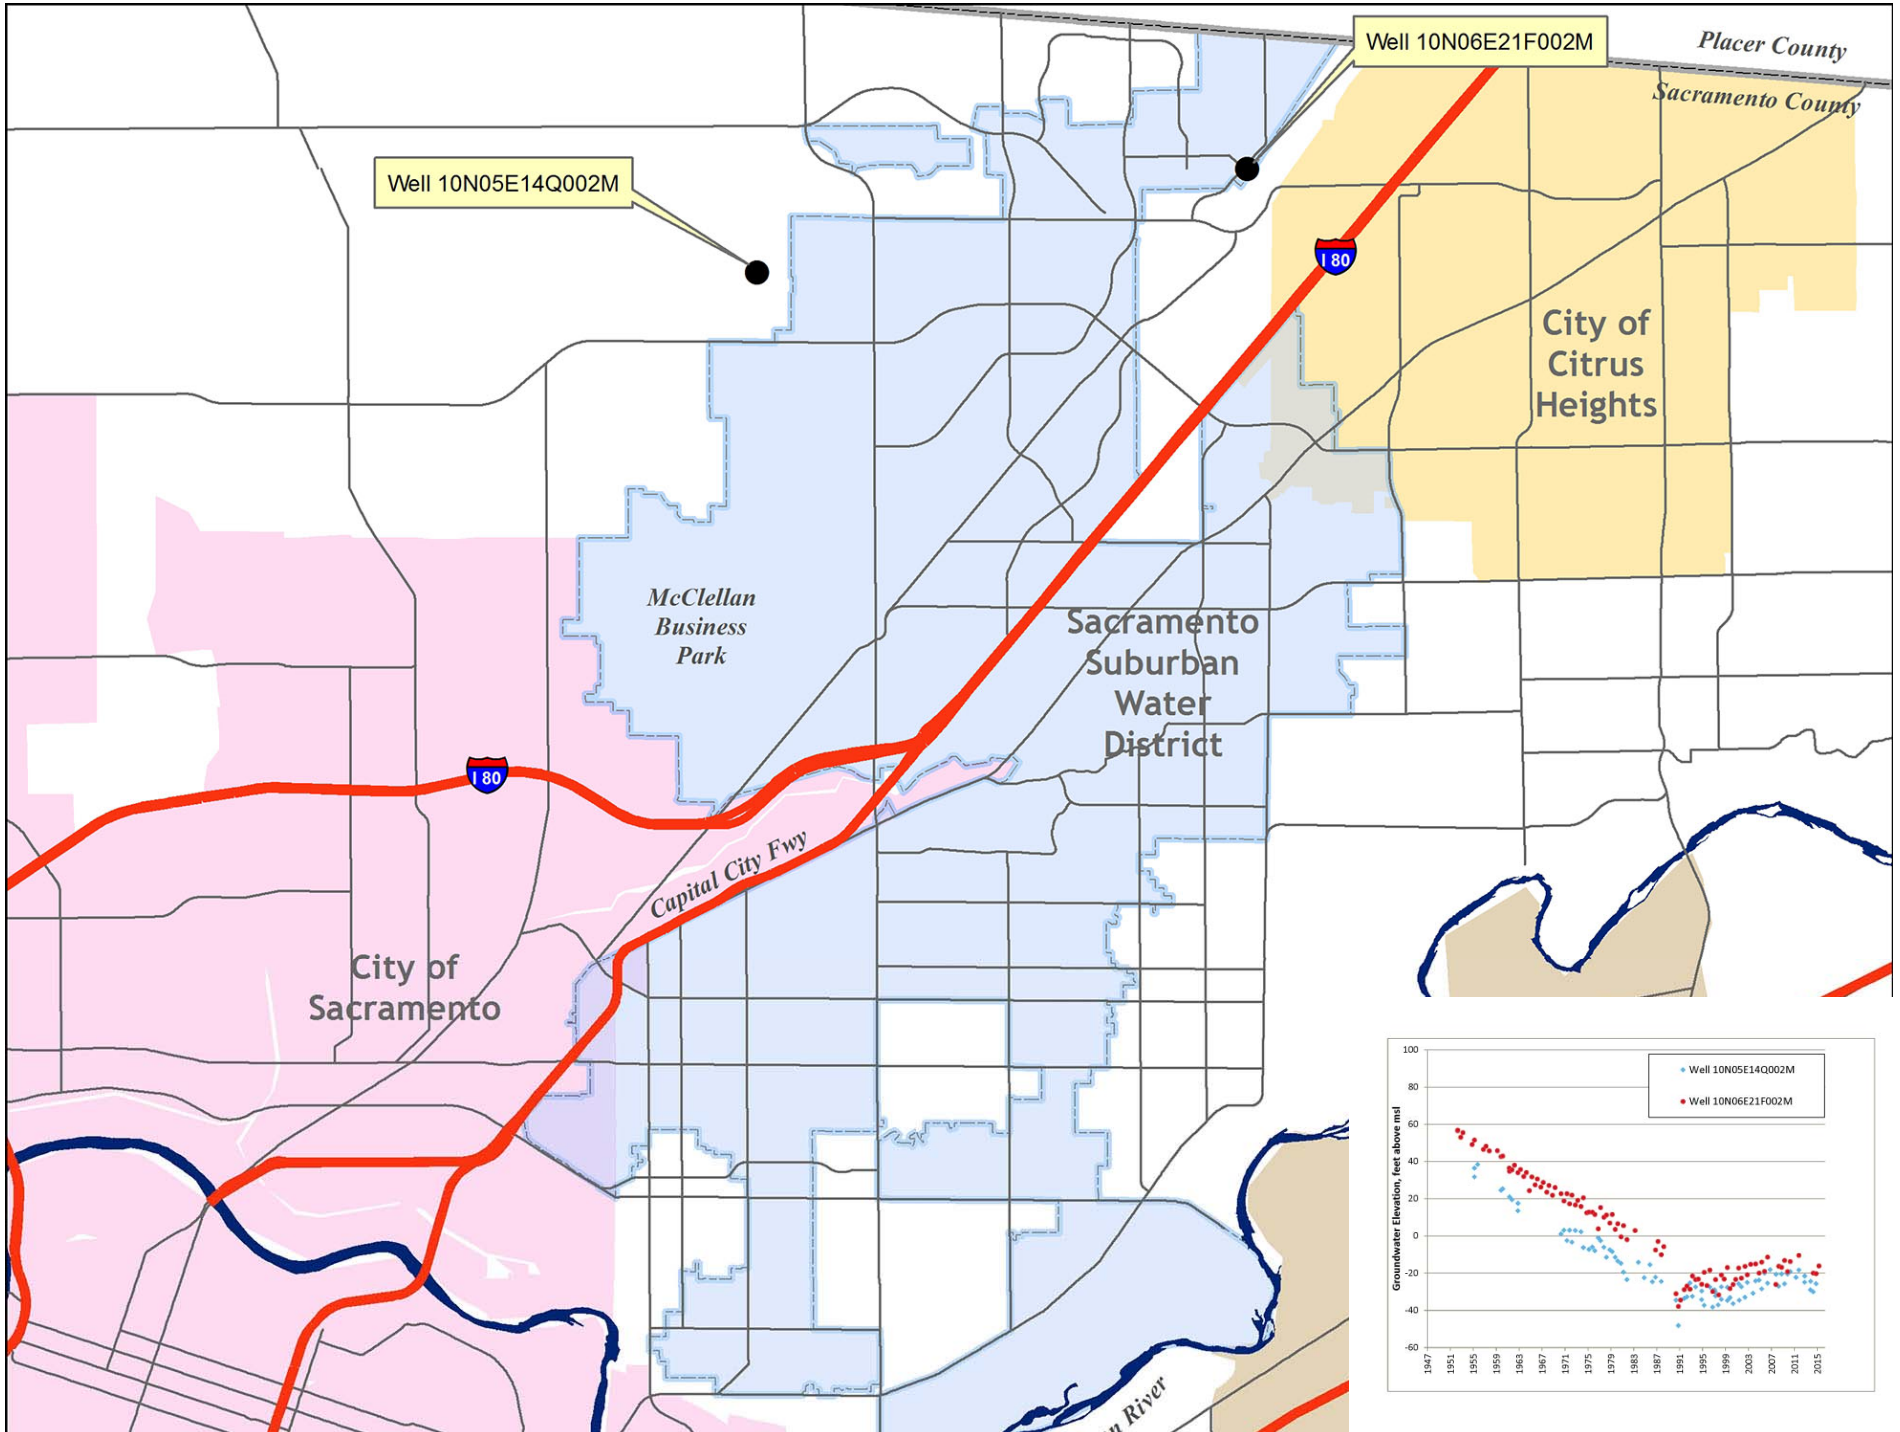 Well 10N06E21F002M
Placer County
Sacramento County
Well 10N05E14Q002M
I 80
City of
Citrus
Heights
McClellan
Business
Park
Sacramento
Suburban
Water
District
I 80
Capital City Fwy
City of
Sacramento
n River
100
80
60
40
20
0
-20
-40
-60
Groundwater Elevation, feet above msl
Well 10N05E14Q002M
Well 10N06E21F002M
1947
1951
1955
1959
1963
1967
1971
1975
1979
1983
1987
1991
1995
1999
2003
2007
2011
2015